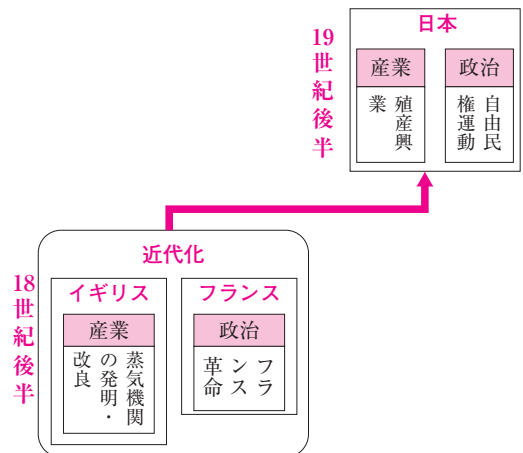 日本
19世紀後半
産業
殖産興
業
政治
自由民
権運動
近代化
18世紀後半
イギリス
産業
蒸気機関
の発明・
改良
フランス
政治
フラ
ンス
革命